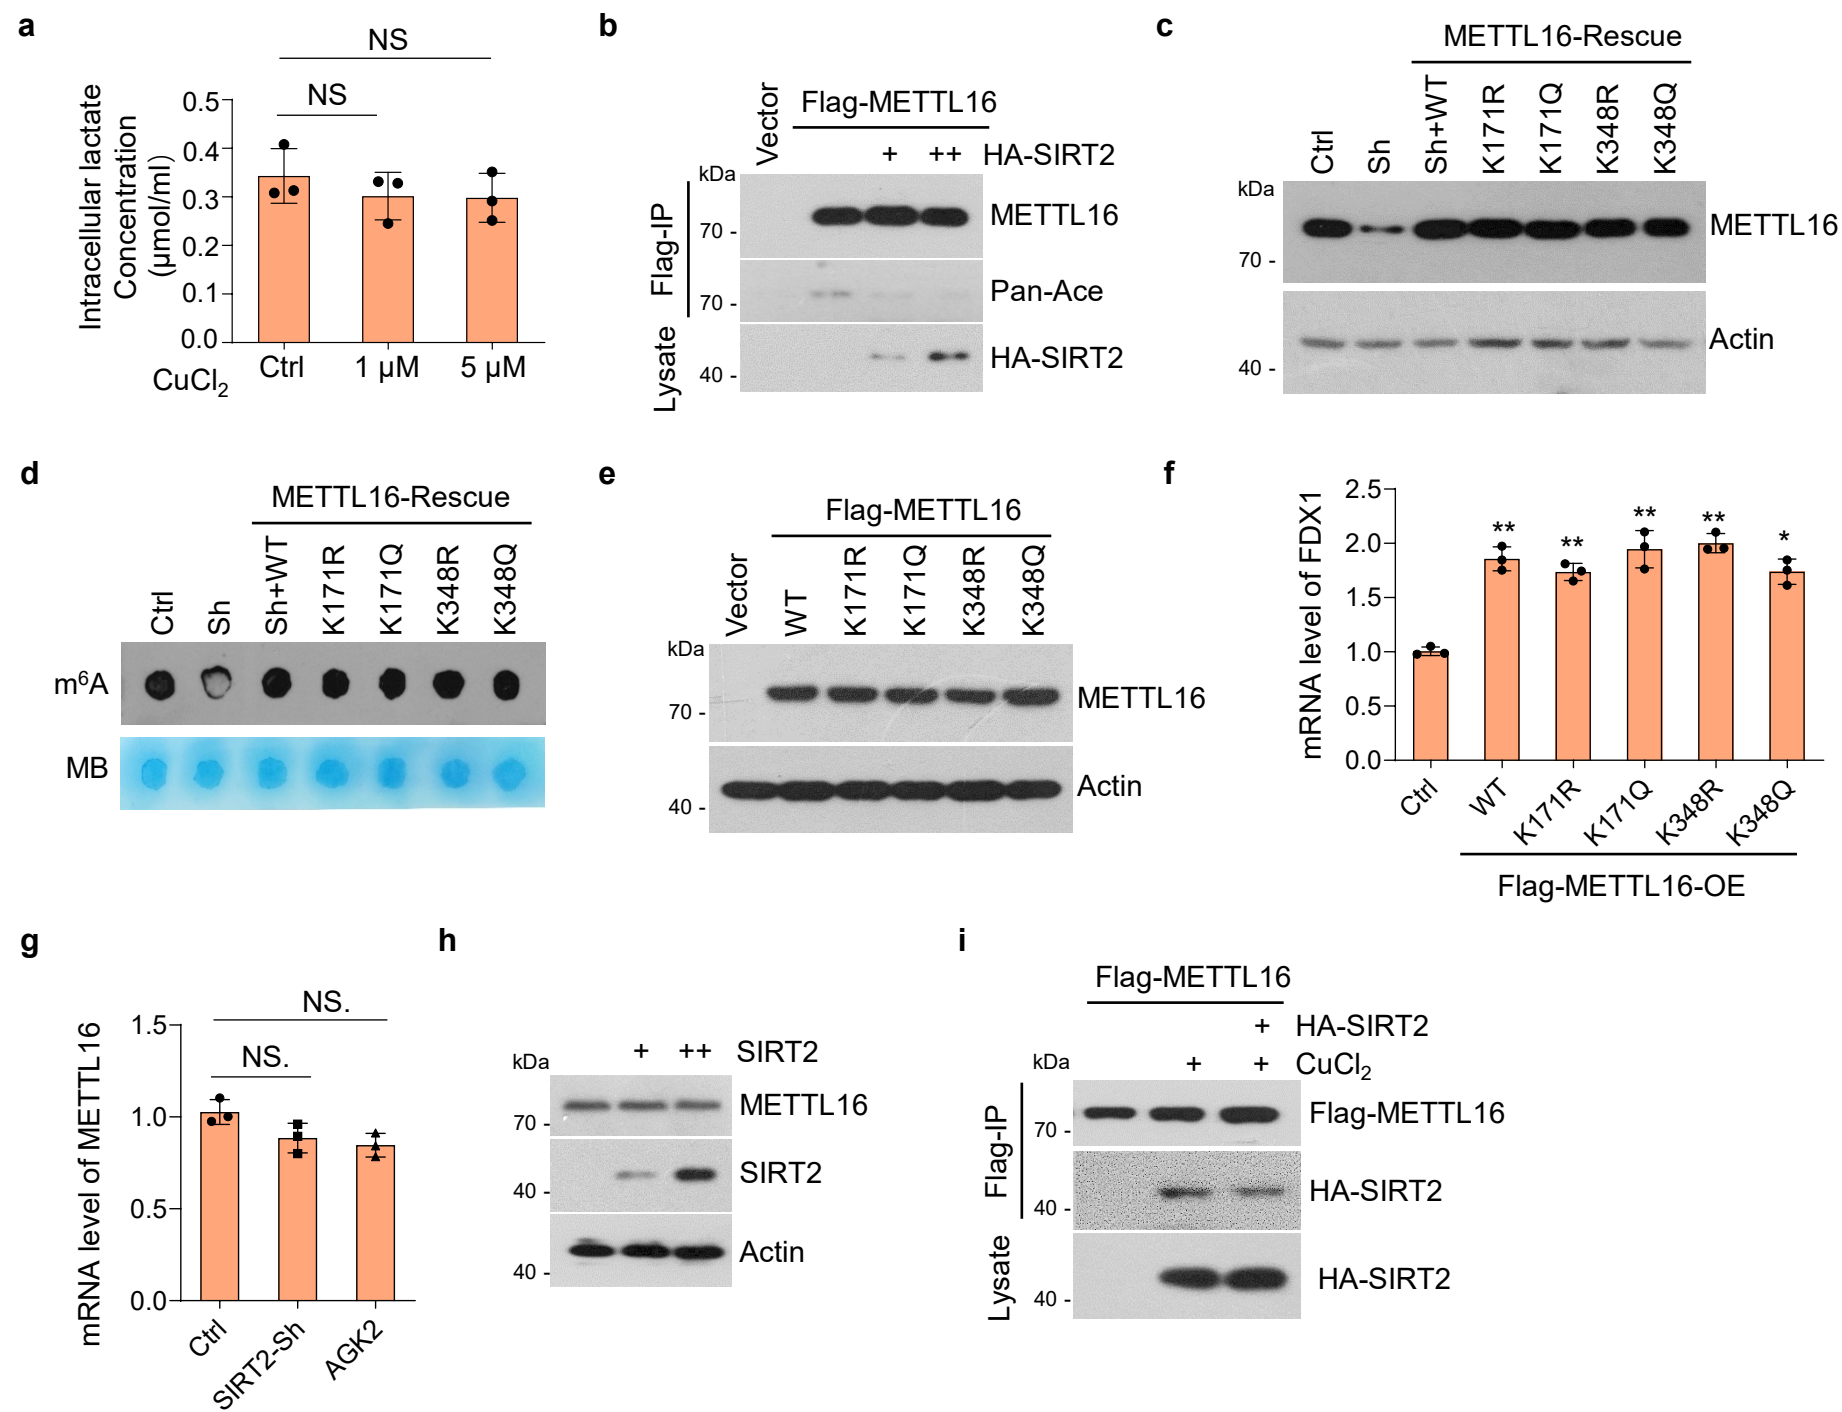 a
NS
NS
Intracellular lactate
Concentration
(μmol/ml)
0.5
0.4
0.3
0.2
0.1
0.0
CuCl2
Ctrl
1 μM
5 μM
b
Vector
Flag-METTL16
+ ++ HA-SIRT2
kDa
Flag-IP
METTL16
70 -
Pan-Ace
70 -
Lysate
HA-SIRT2
40 -
c
METTL16-Rescue
Ctrl
Sh
Sh+WT
K171R
K171Q
K348R
K348Q
kDa
METTL16
70 -
Actin
40 -
d
METTL16-Rescue
Ctrl
Sh
Sh+WT
K171R
K171Q
K348R
K348Q
m6A
MB
e
Flag-METTL16
Vector
WT
K171R
K171Q
K348R
K348Q
kDa
METTL16
70 -
Actin
40 -
f
mRNA level of FDX1
2.5
2.0
1.5
1.0
0.5
0.0
**
**
**
**
*
Ctrl
WT
K171R
K171Q
K348R
K348Q
Flag-METTL16-OE
g
NS.
NS.
mRNA level of METTL16
1.5
1.0
0.5
0.0
Ctrl
SIRT2-Sh
AGK2
h
+ ++ SIRT2
kDa
METTL16
70 -
SIRT2
40 -
Actin
40 -
i
Flag-METTL16
+ HA-SIRT2
+ + CuCl2
kDa
Flag-IP
Flag-METTL16
70 -
HA-SIRT2
40 -
Lysate
HA-SIRT2
40 -